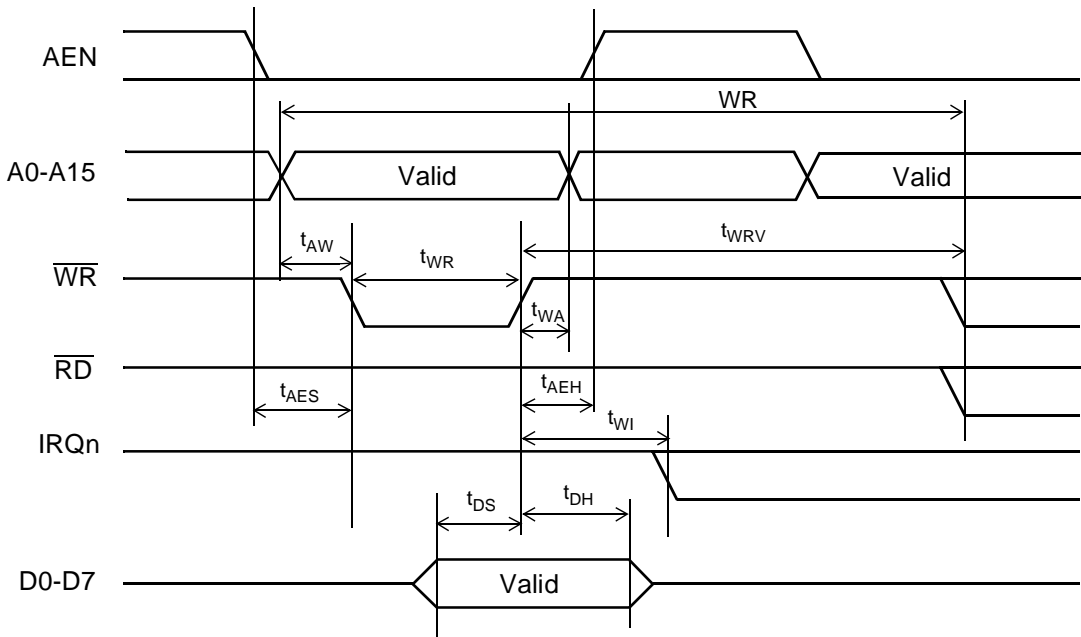 AEN
WR
A0-A15
Valid
Valid
tAW
tWR
tWRV
WR
tWA
RD
tAES
tAEH
tWI
IRQn
tDS
tDH
D0-D7
Valid